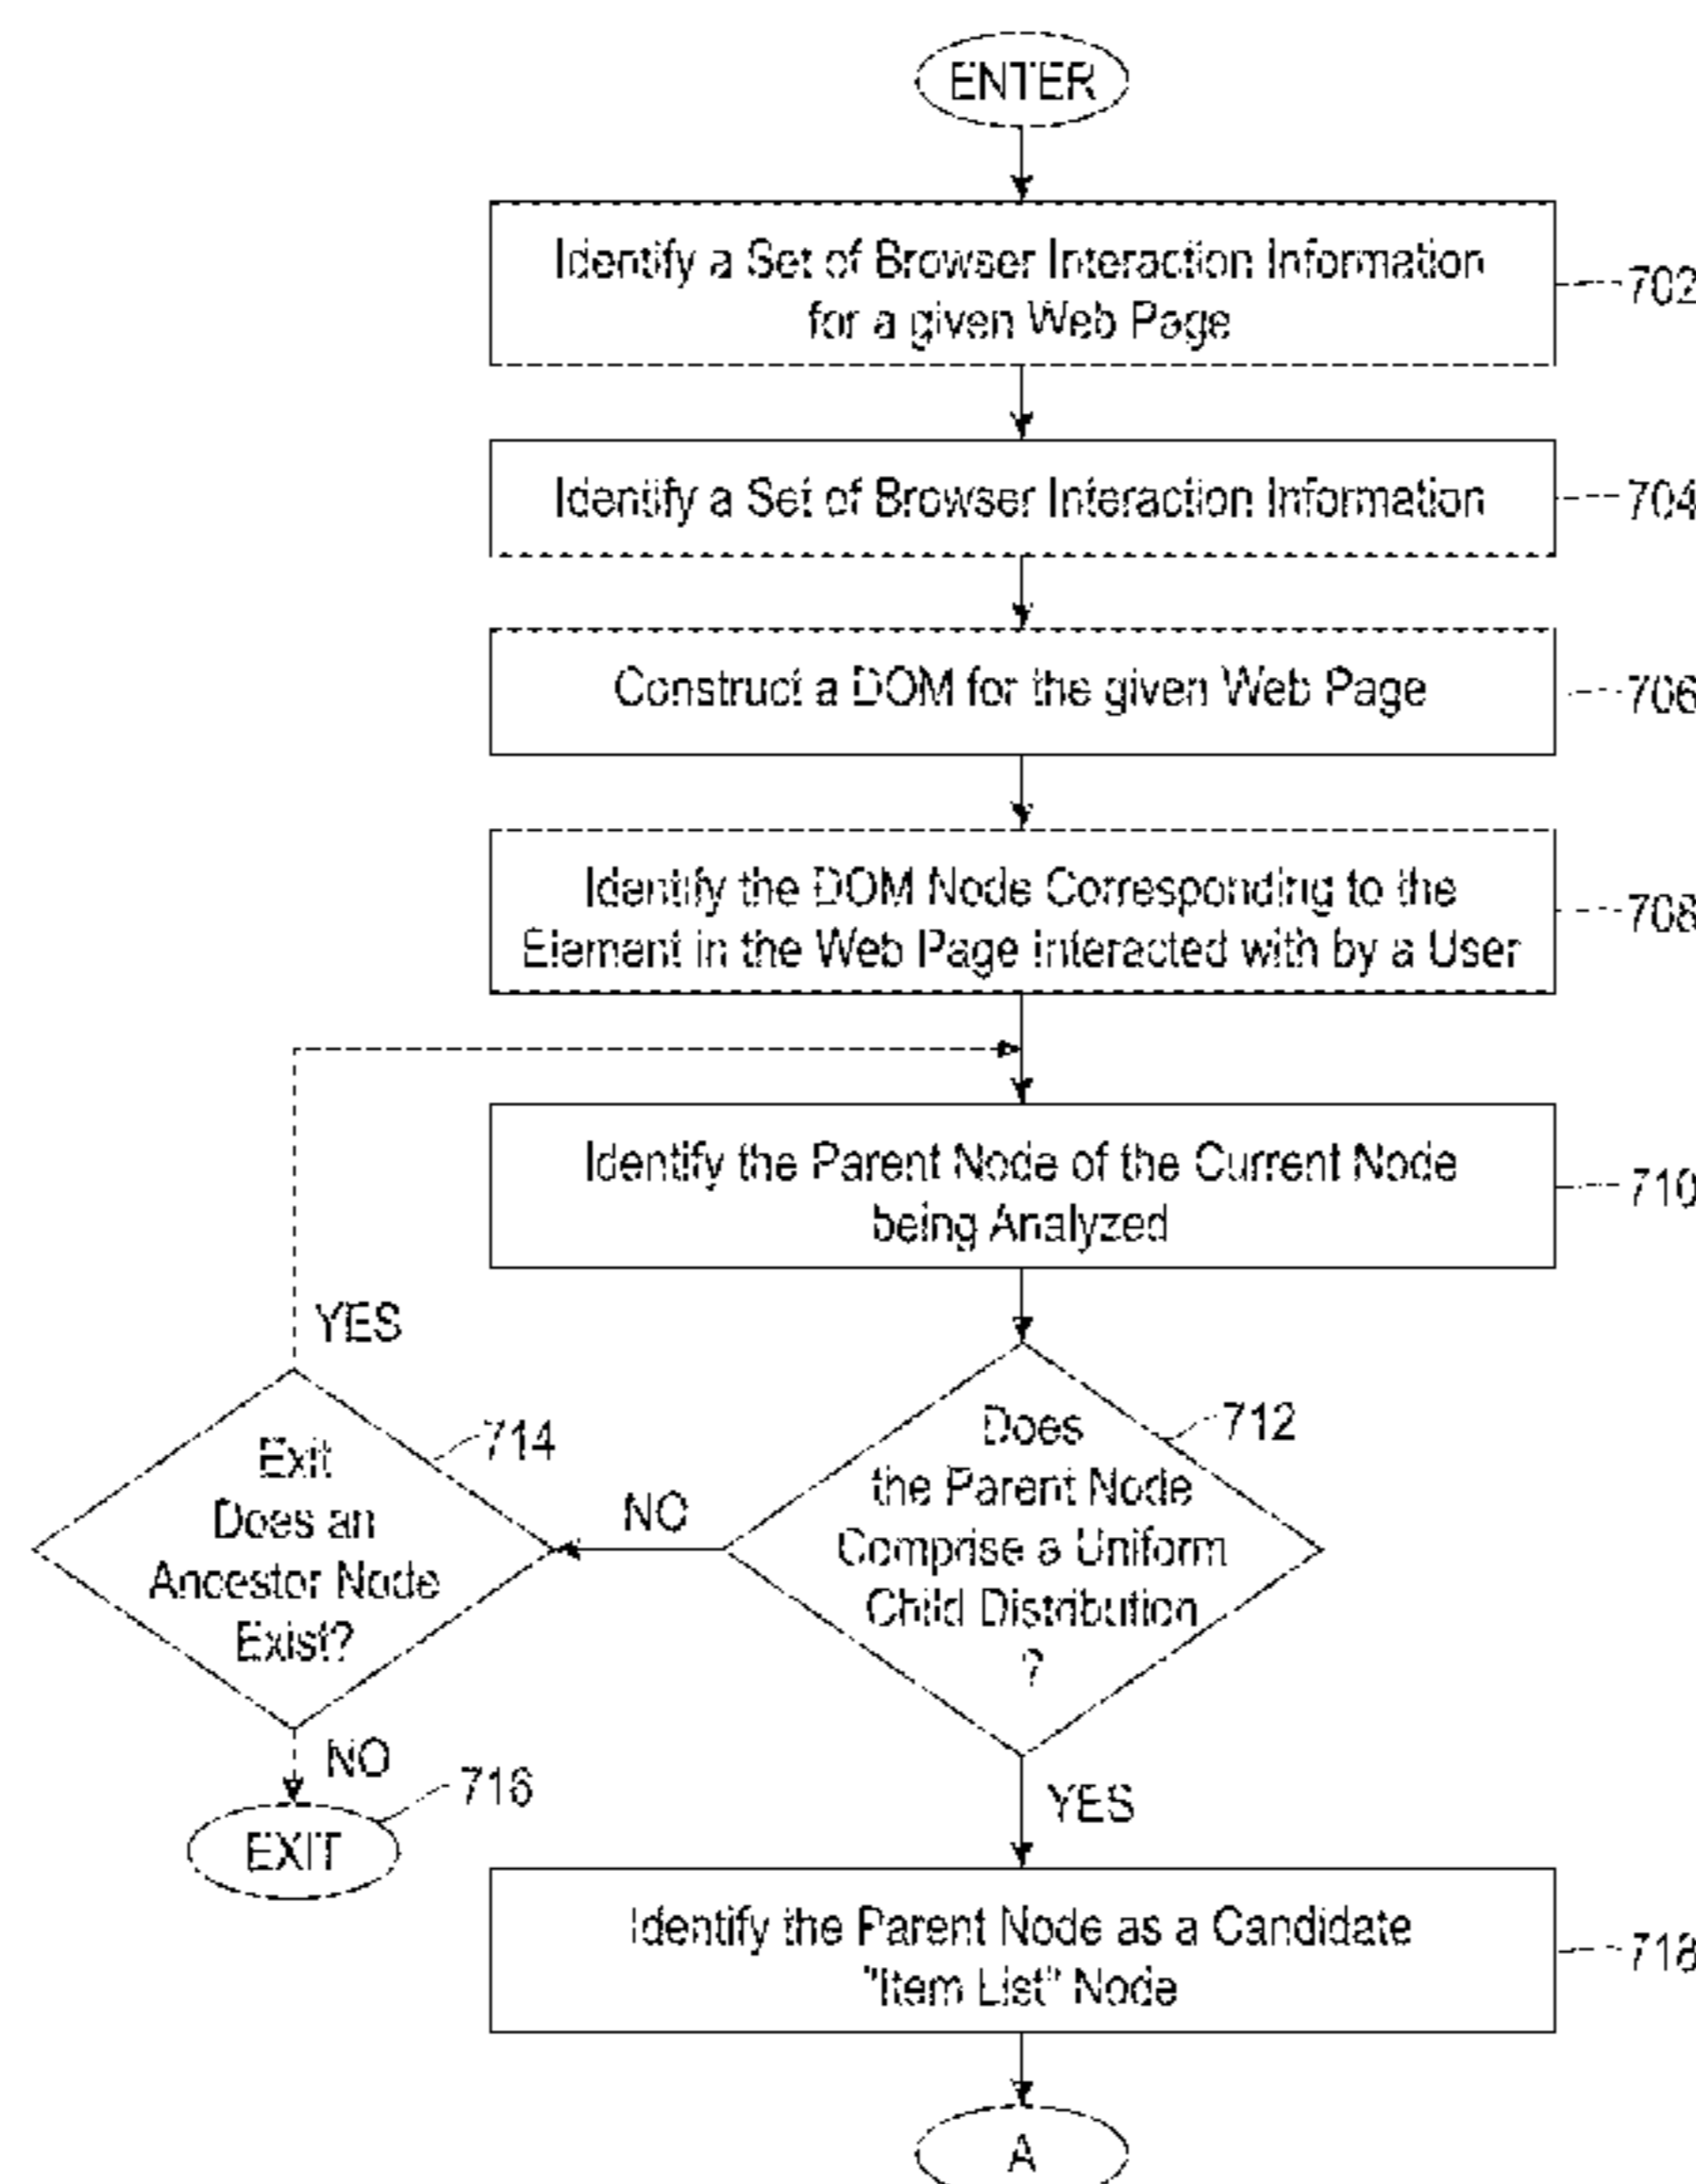 ENTER
Identify a Set of Browser Interaction Information
for a given Web Page
702
Identify a Set of Browser Interaction Information
704
Construct a DOM for the given Web Page
706
Identify the DOM Node Corresponding to the
Element in the Web Page Interacted with by a User
708
Identify the Parent Node of the Current Node
being Analyzed
710
YES
714
Exit
Does an
Ancestor Node
Exist?
NO
712
Does
the Parent Node
Comprise a Uniform
Child Distribution
?
NO
716
EXIT
YES
Identify the Parent Node as a Candidate
"Item List" Node
718
A